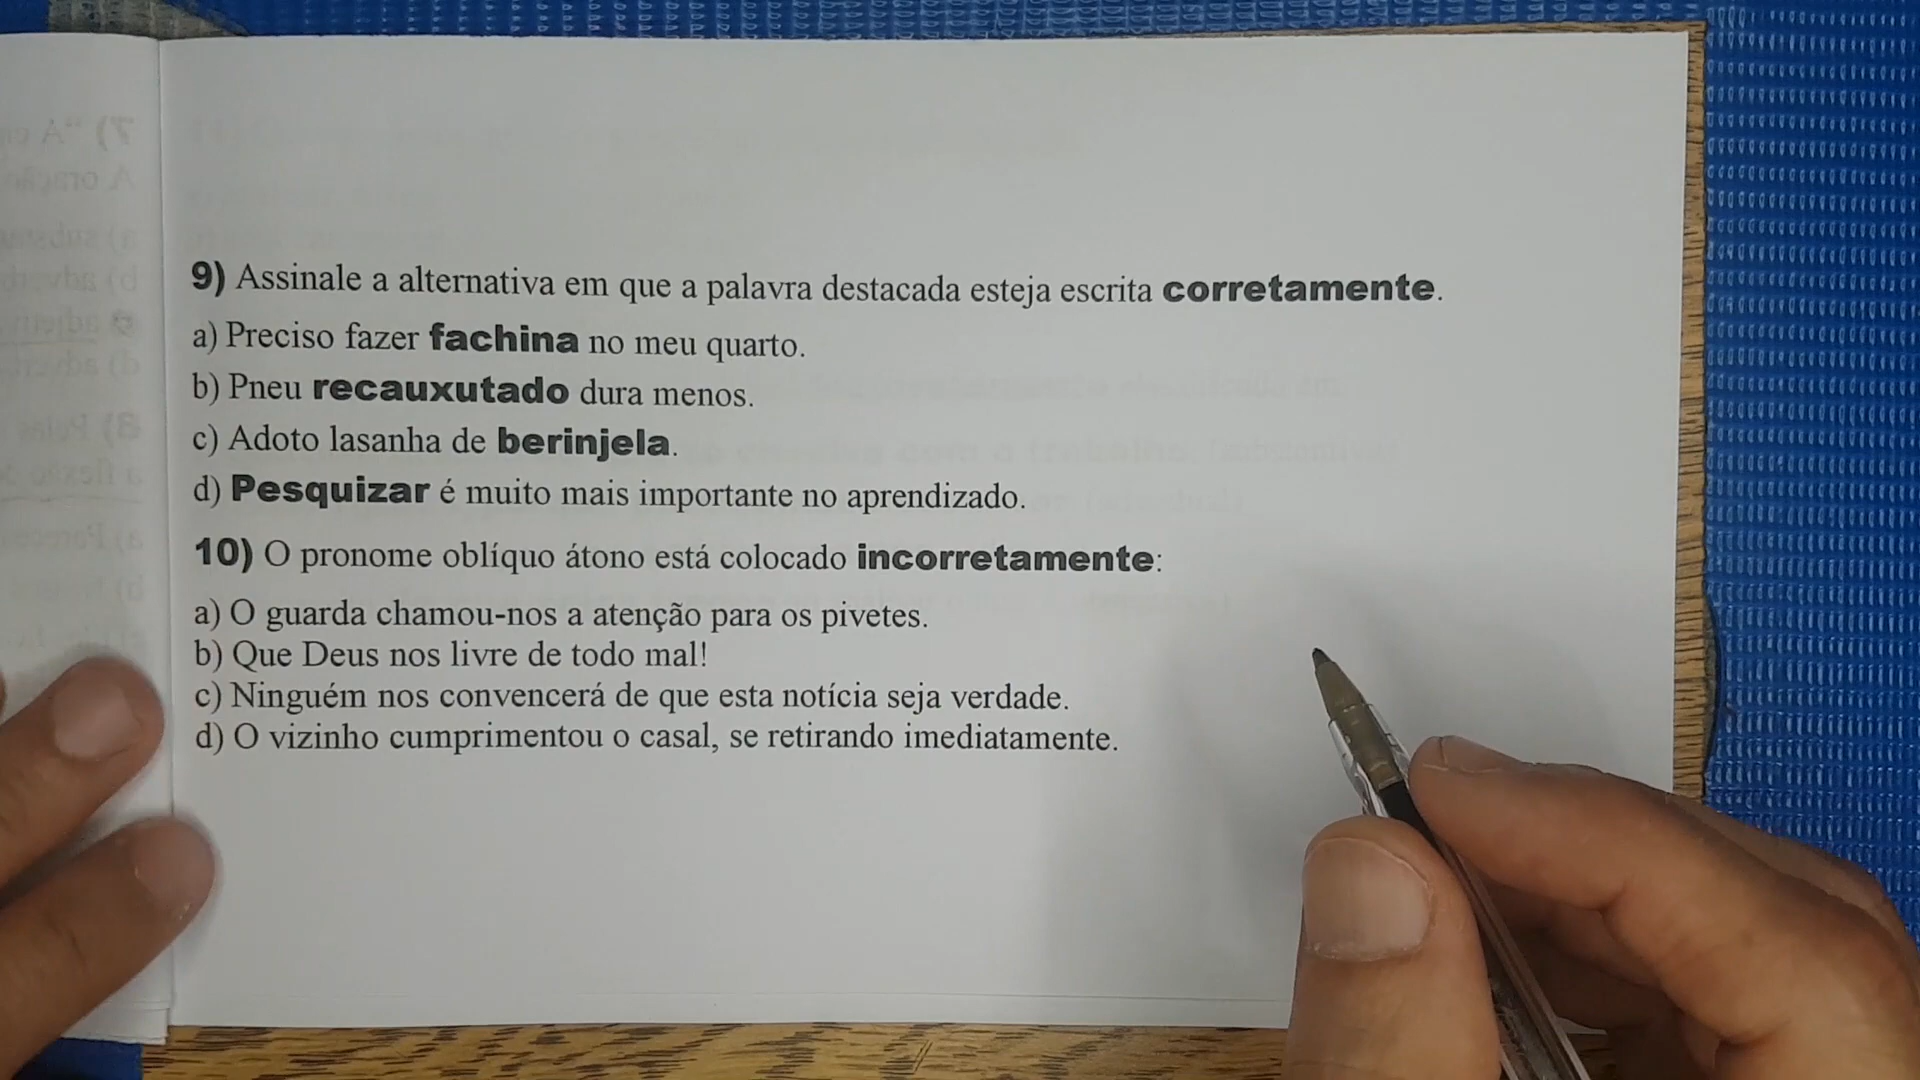 9) Assinale a alternativa em que a palavra destacada esteja escrita corretamente.
a) Preciso fazer fachina no meu quarto.
b) Pneu recauxutado dura menos.
c) Adoto lasanha de berinjela.
d) Pesquizar é muito mais importante no aprendizado.
10) O pronome oblíquo átono está colocado incorretamente:
a) O guarda chamou-nos a atenção para os pivetes.
b) Que Deus nos livre de todo mal!
c) Ninguém nos convencerá de que esta notícia seja verdade.
d) O vizinho cumprimentou o casal, se retirando imediatamente.